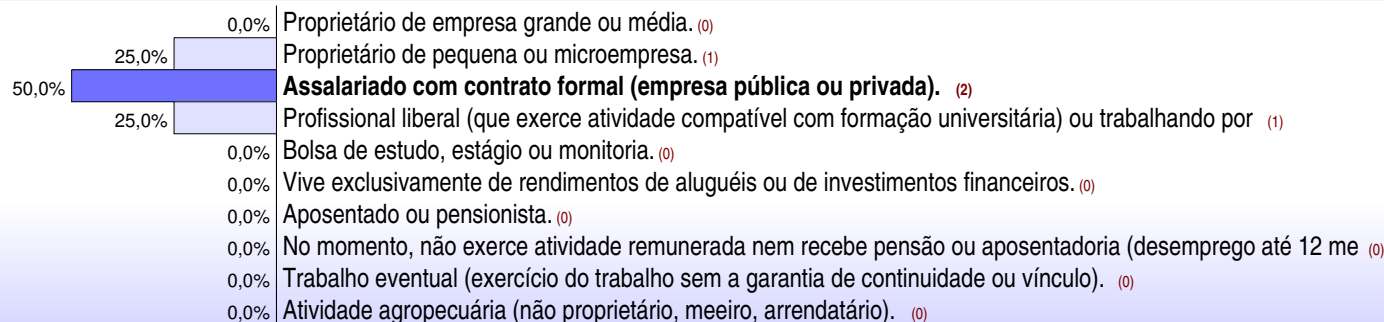 0,0% Proprietário de empresa grande ou média. (0)
25,0% Proprietário de pequena ou microempresa. (1)
50,0% Assalariado com contrato formal (empresa pública ou privada). (2)
25,0% Profissional liberal (que exerce atividade compatível com formação universitária) ou trabalhando por (1)
0,0% Bolsa de estudo, estágio ou monitoria. (0)
0,0% Vive exclusivamente de rendimentos de aluguéis ou de investimentos financeiros. (0)
0,0% Aposentado ou pensionista. (0)
0,0% No momento, não exerce atividade remunerada nem recebe pensão ou aposentadoria (desemprego até 12 me (0)
0,0% Trabalho eventual (exercício do trabalho sem a garantia de continuidade ou vínculo). (0)
0,0% Atividade agropecuária (não proprietário, meeiro, arrendatário). (0)